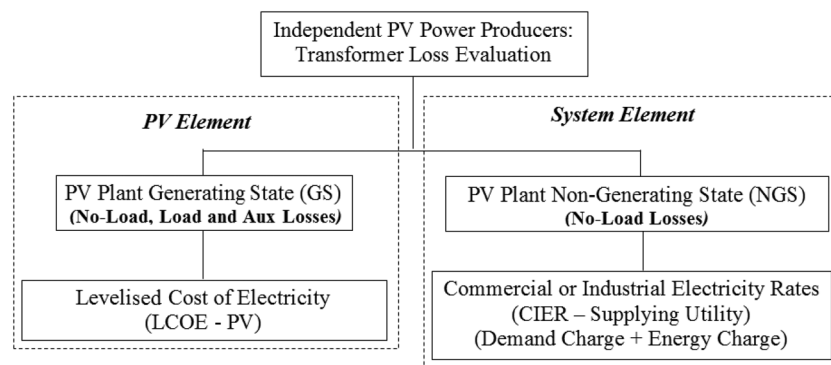 Independent PV Power Producers:
Transformer Loss Evaluation
PV Element
System Element
PV Plant Generating State (GS)
(No-Load, Load and Aux Losses)
PV Plant Non-Generating State (NGS)
(No-Load Losses)
Levelised Cost of Electricity
(LCOE - PV)
Commercial or Industrial Electricity Rates
(CIER – Supplying Utility)
(Demand Charge + Energy Charge)